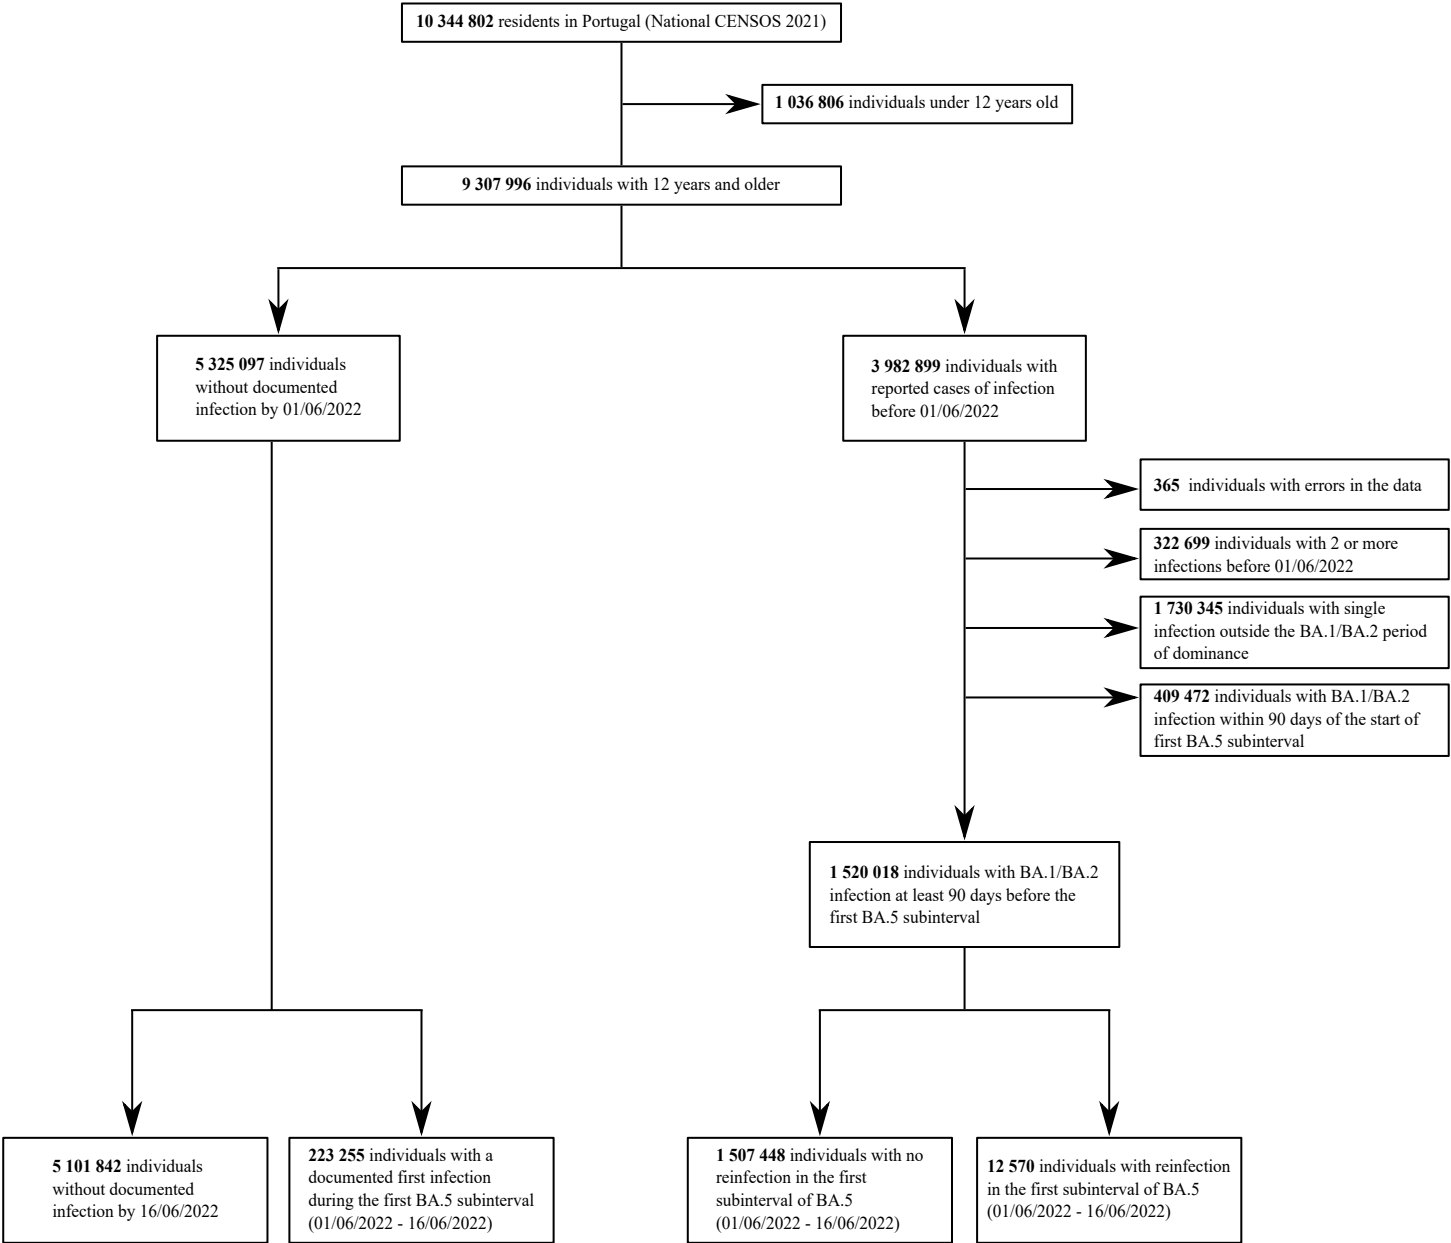 10 344 802 residents in Portugal (National CENSOS 2021)
1 036 806 individuals under 12 years old
9 307 996 individuals with 12 years and older
5 325 097 individuals
without documented
infection by 01/06/2022
3 982 899 individuals with
reported cases of infection
before 01/06/2022
365 individuals with errors in the data
322 699 individuals with 2 or more
infections before 01/06/2022
1 730 345 individuals with single
infection outside the BA.1/BA.2 period
of dominance
409 472 individuals with BA.1/BA.2
infection within 90 days of the start of
first BA.5 subinterval
1 520 018 individuals with BA.1/BA.2
infection at least 90 days before the
first BA.5 subinterval
5 101 842 individuals
without documented
infection by 16/06/2022
223 255 individuals with a
documented first infection
during the first BA.5 subinterval
(01/06/2022 - 16/06/2022)
1 507 448 individuals with no
reinfection in the first
subinterval of BA.5
(01/06/2022 - 16/06/2022)
12 570 individuals with reinfection
in the first subinterval of BA.5
(01/06/2022 - 16/06/2022)